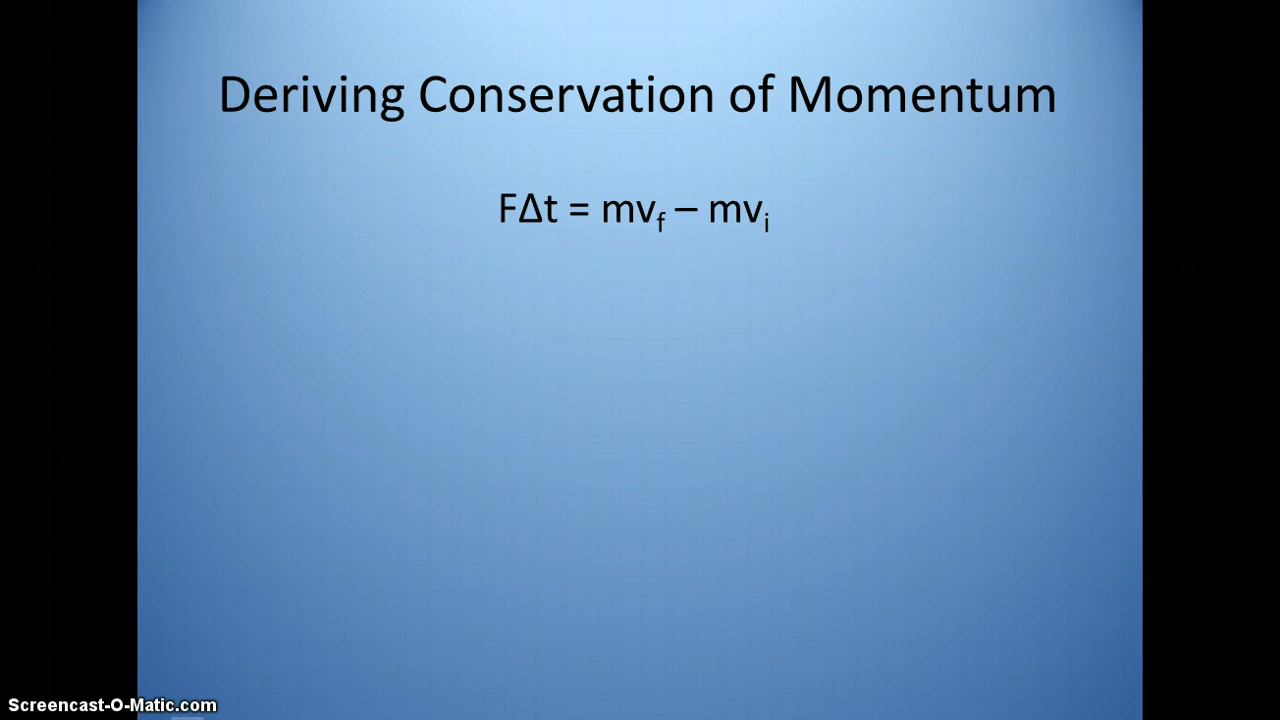 Deriving Conservation of Momentum
FΔt = mv_f – mv_i
Screencast-O-Matic.com